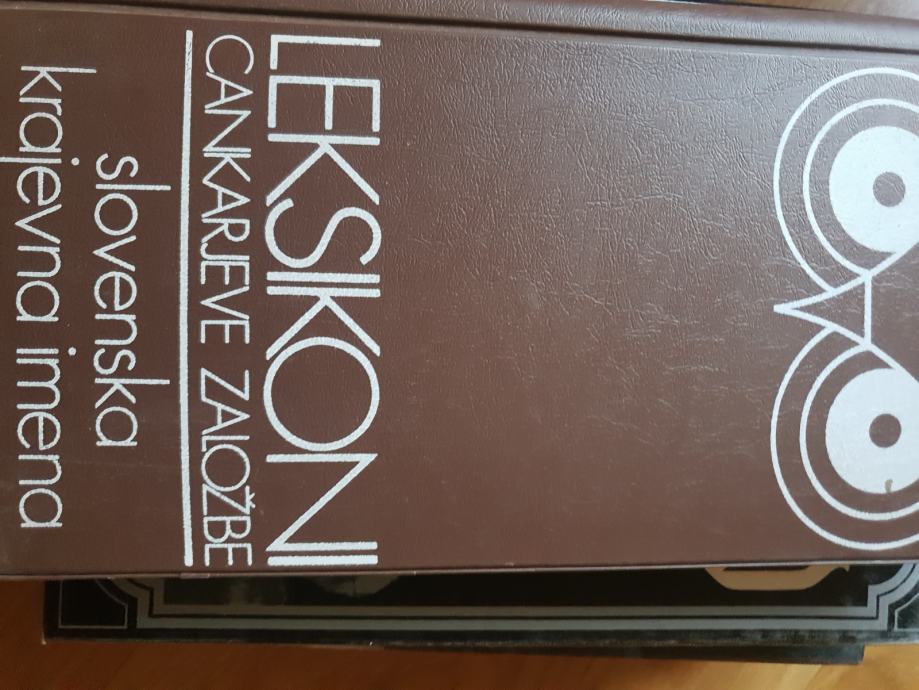 LEKSIKONI
CANKARJEVE ZALOŽBE
slovenska
krajevna imena